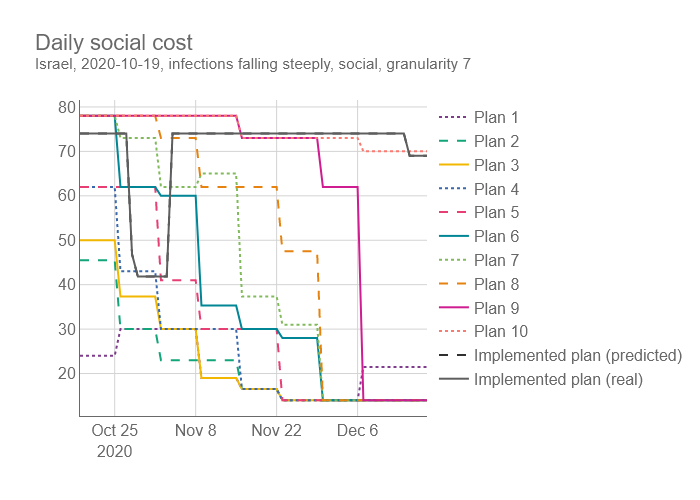 Daily social cost
Israel, 2020-10-19, infections falling steeply, social, granularity 7
80
70
60
50
40
30
20
Oct 25
2020
Nov 8
Nov 22
Dec 6
Plan 1
Plan 2
Plan 3
Plan 4
Plan 5
Plan 6
Plan 7
Plan 8
Plan 9
Plan 10
Implemented plan (predicted)
Implemented plan (real)